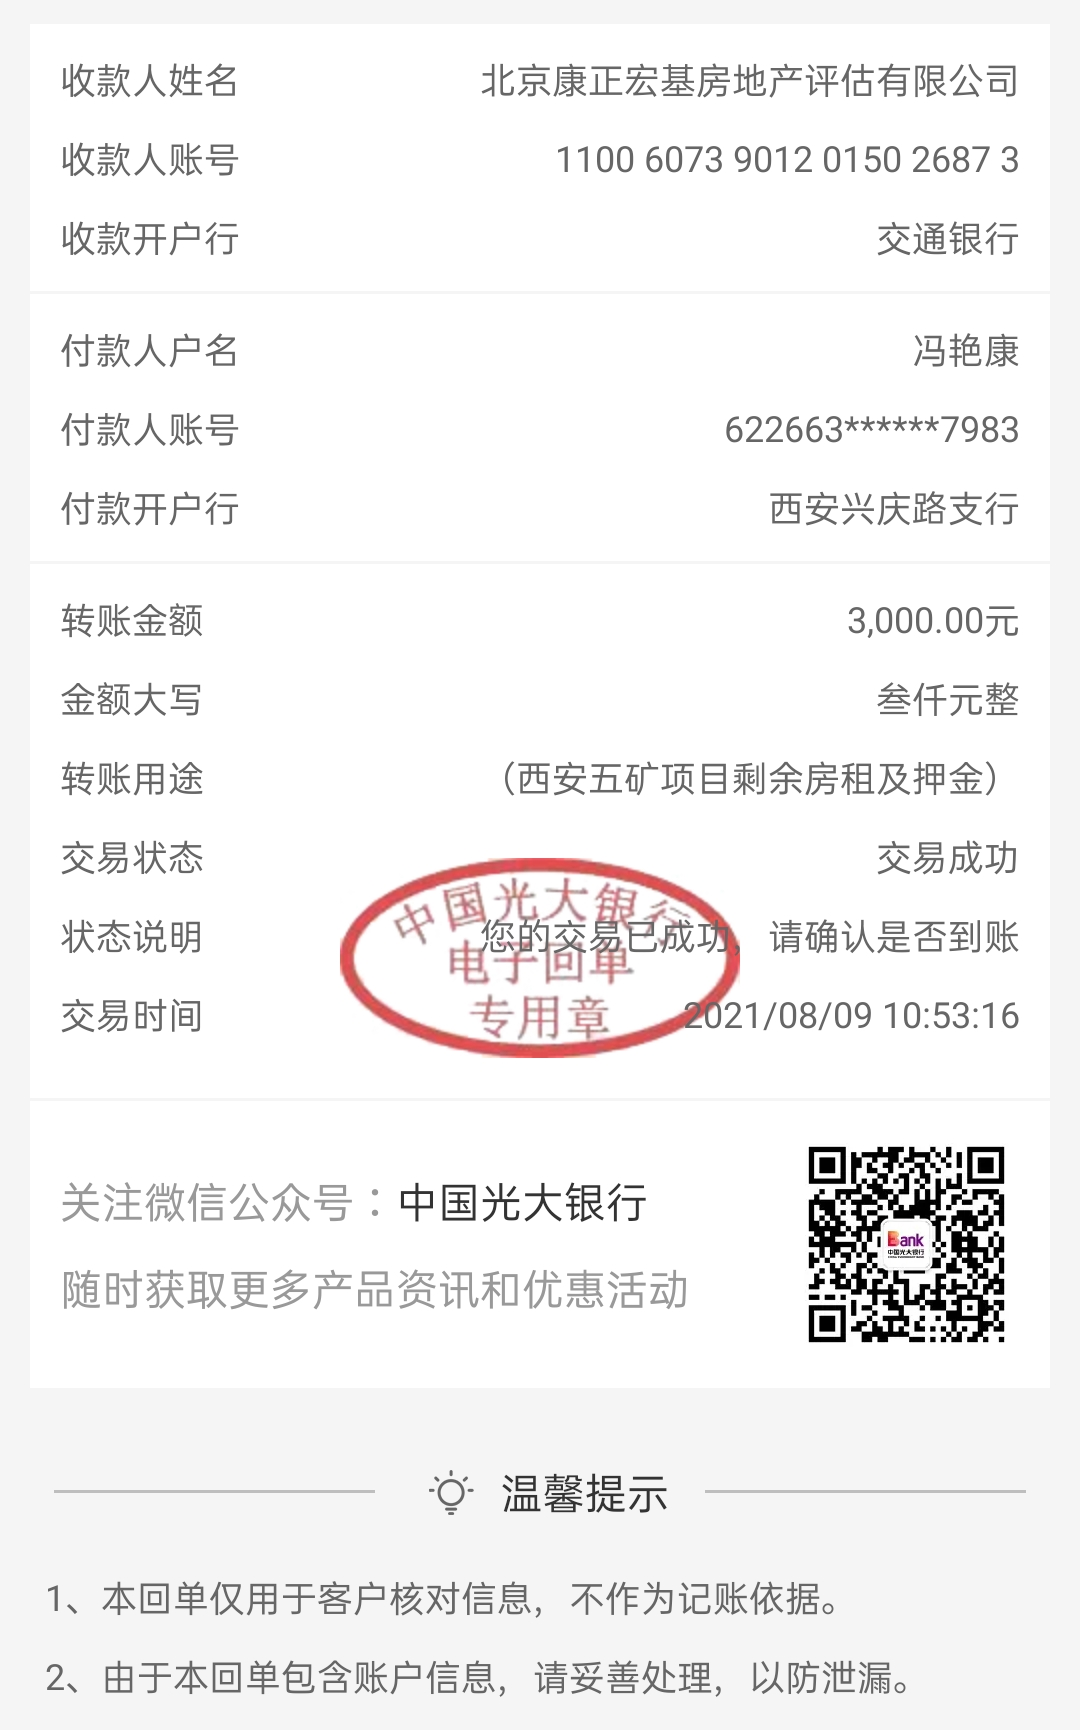 收款人姓名 北京康正宏基房地产评估有限公司
收款人账号 1100 6073 9012 0150 2687 3
收款开户行 交通银行
付款人户名 冯艳康
付款人账号 622663******7983
付款开户行 西安兴庆路支行
转账金额 3,000.00元
金额大写 叁仟元整
转账用途 （西安五矿项目剩余房租及押金）
交易状态 交易成功
中国光大银行
状态说明 您的交易已成功，请确认是否到账
电子回单
专用章
交易时间 2021/08/09 10:53:16
关注微信公众号：中国光大银行
随时获取更多产品资讯和优惠活动
Bank
中国光大银行
温馨提示
1、本回单仅用于客户核对信息，不作为记账依据。
2、由于本回单包含账户信息，请妥善处理，以防泄漏。